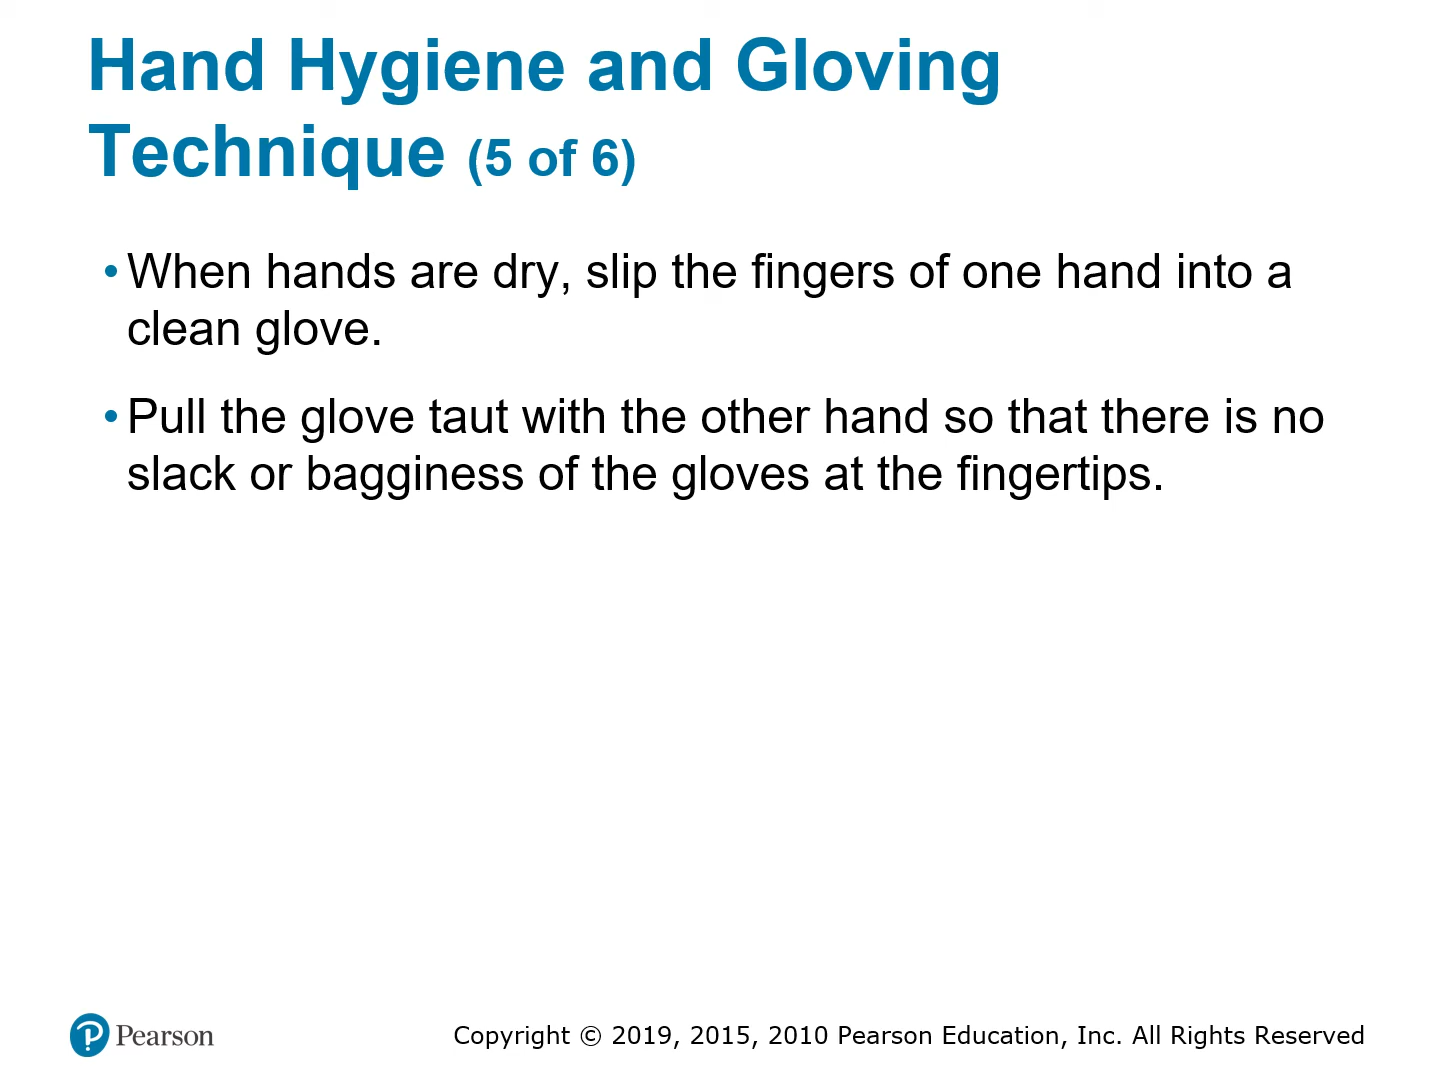 Hand Hygiene and Gloving
Technique (5 of 6)
• When hands are dry, slip the fingers of one hand into a
clean glove.
• Pull the glove taut with the other hand so that there is no
slack or bagginess of the gloves at the fingertips.
Pearson
Copyright © 2019, 2015, 2010 Pearson Education, Inc. All Rights Reserved